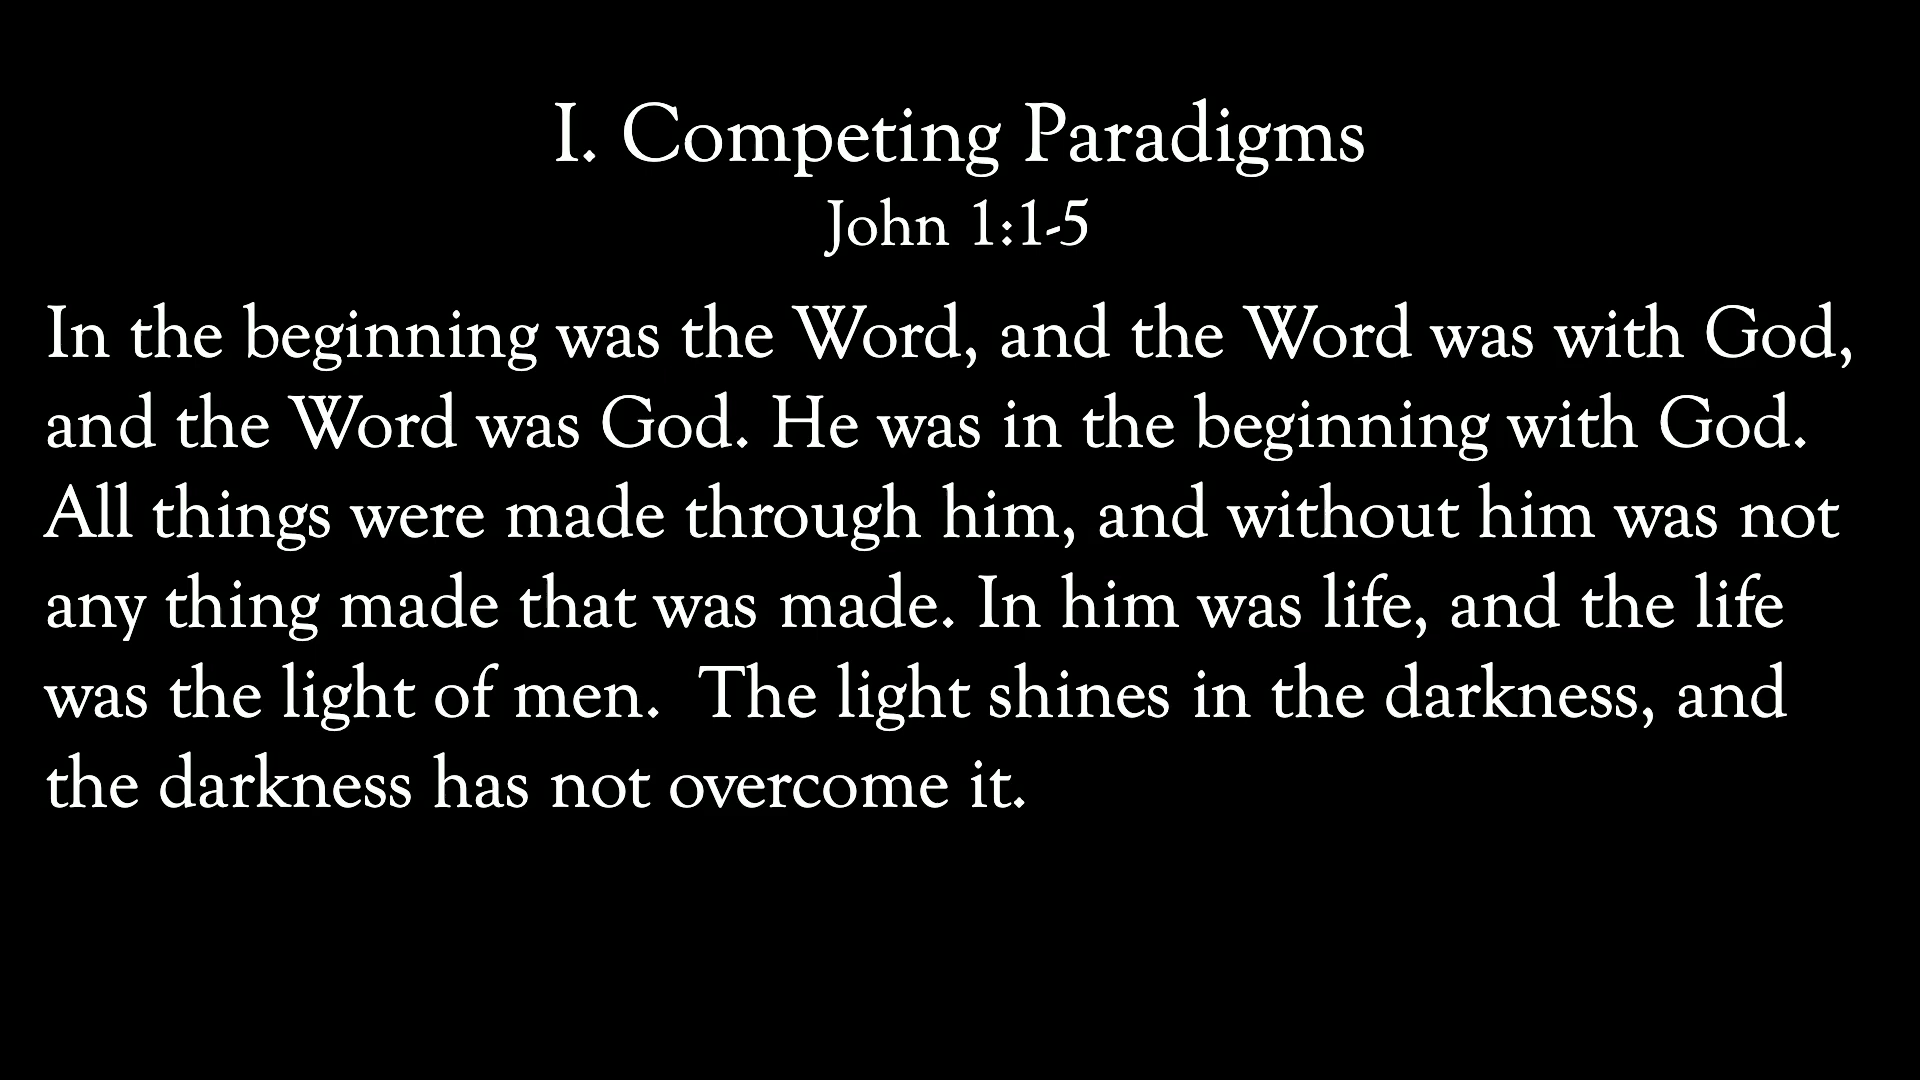 I. Competing Paradigms
John 1:1-5
In the beginning was the Word, and the Word was with God,
and the Word was God. He was in the beginning with God.
All things were made through him, and without him was not
any thing made that was made. In him was life, and the life
was the light of men.  The light shines in the darkness, and
the darkness has not overcome it.